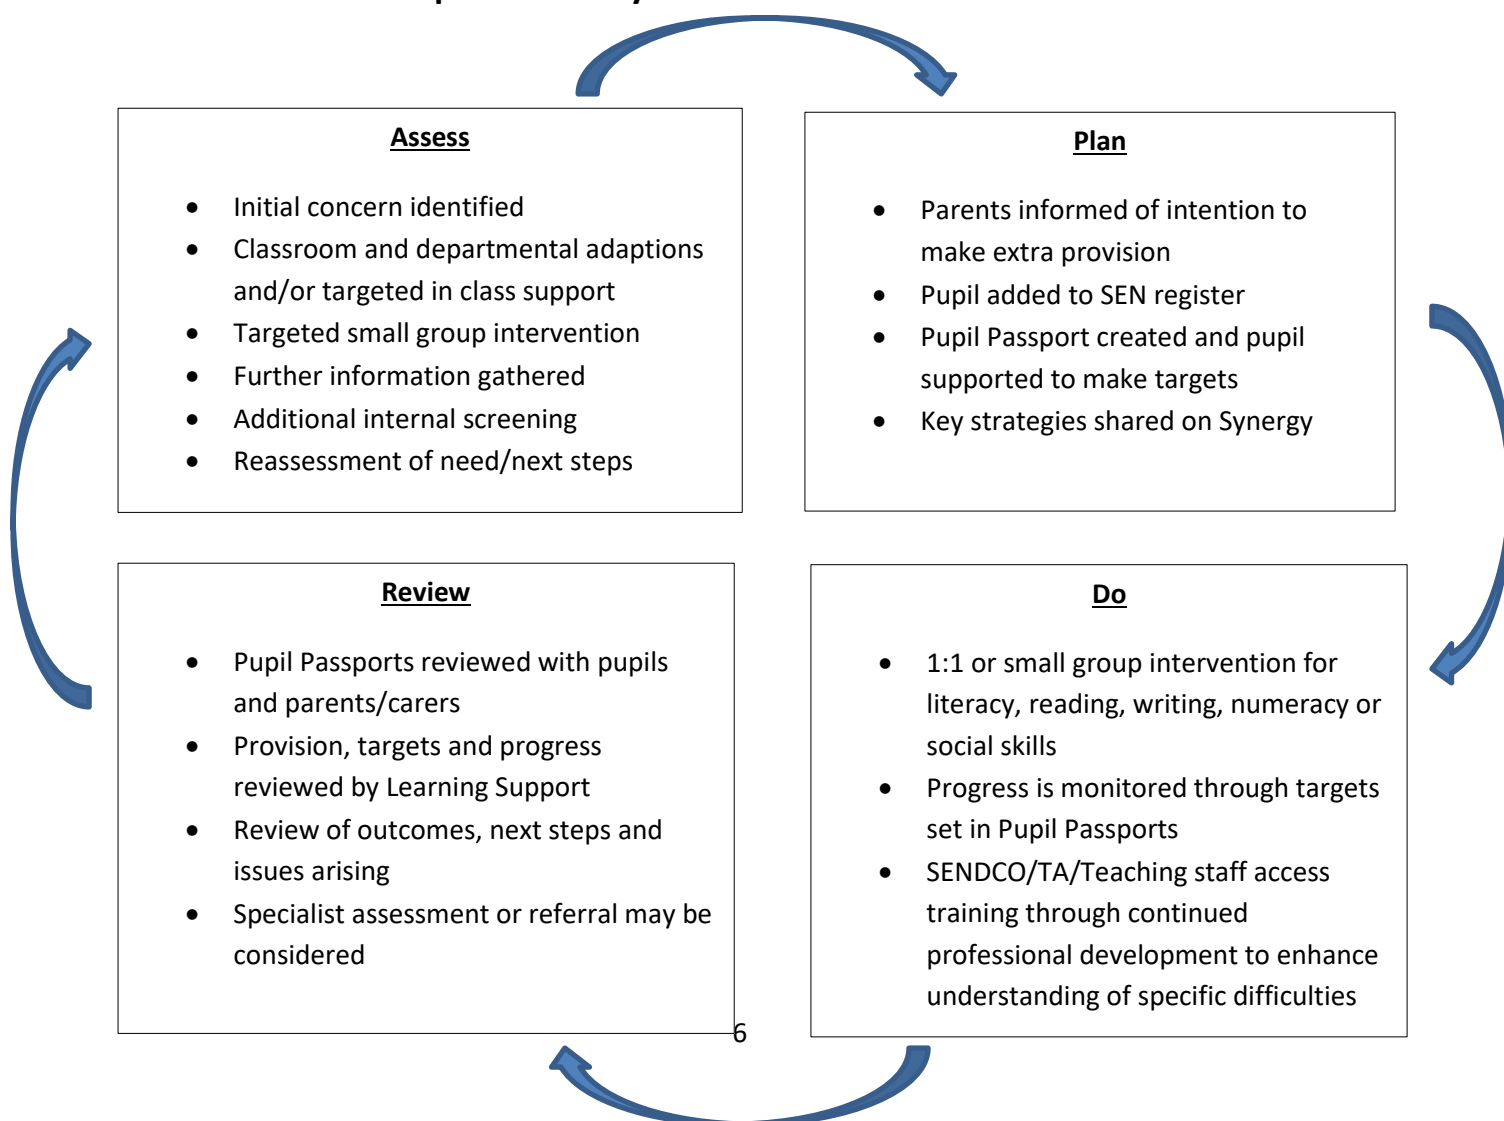 Assess
• Initial concern identified
• Classroom and departmental adaptions
and/or targeted in class support
• Targeted small group intervention
• Further information gathered
• Additional internal screening
• Reassessment of need/next steps
Plan
• Parents informed of intention to
make extra provision
• Pupil added to SEN register
• Pupil Passport created and pupil
supported to make targets
• Key strategies shared on Synergy
Do
• 1:1 or small group intervention for
literacy, reading, writing, numeracy or
social skills
• Progress is monitored through targets
set in Pupil Passports
• SENDCO/TA/Teaching staff access
training through continued
professional development to enhance
understanding of specific difficulties
Review
• Pupil Passports reviewed with pupils
and parents/carers
• Provision, targets and progress
reviewed by Learning Support
• Review of outcomes, next steps and
issues arising
• Specialist assessment or referral may be
considered
6